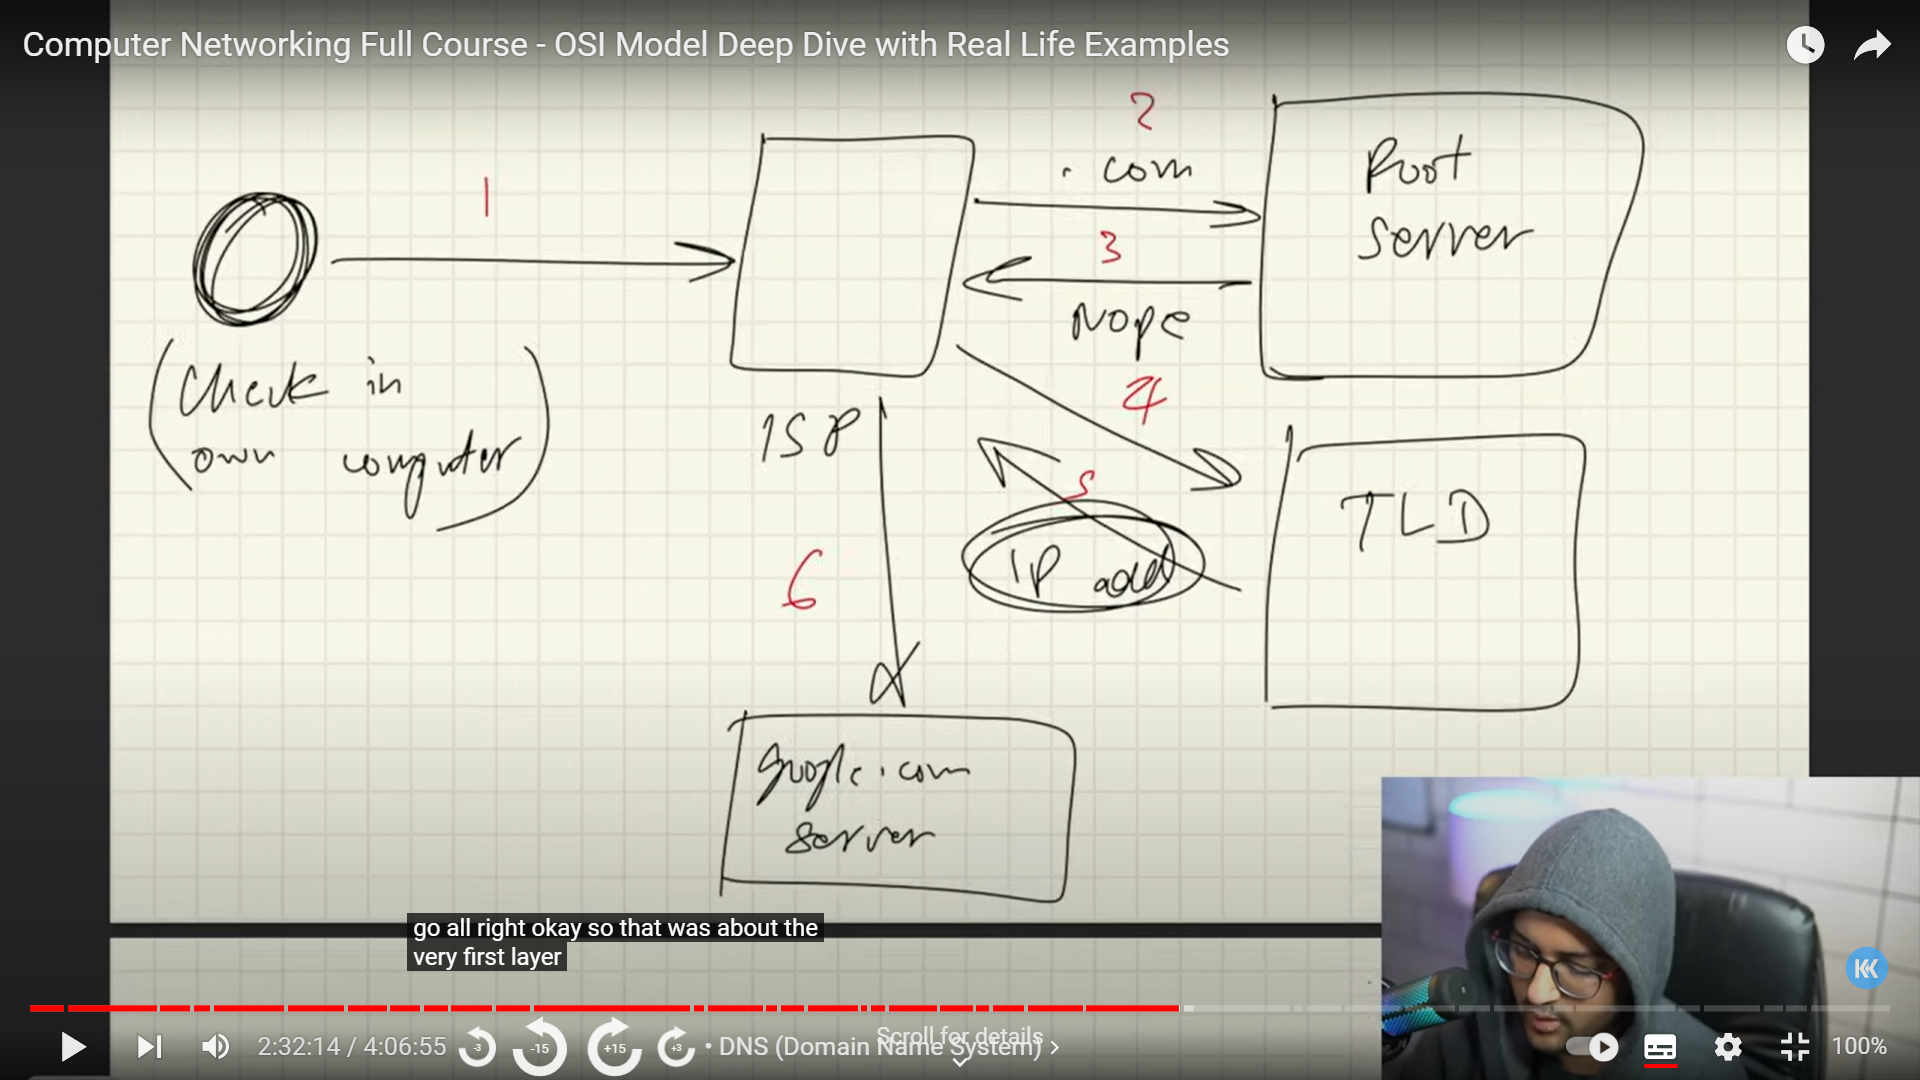 Computer Networking Full Course - OSI Model Deep Dive with Real Life Examples
1
2
. com
3
Nope
Root
server
(Check in
own computer)
ISP
4
5
IP add
TLD
6
google.com
server
go all right okay so that was about the
very first layer
2:32:14 / 4:06:55
-3
-15
+15
+3
• DNS (Domain Name System) >
Scroll for details
100%